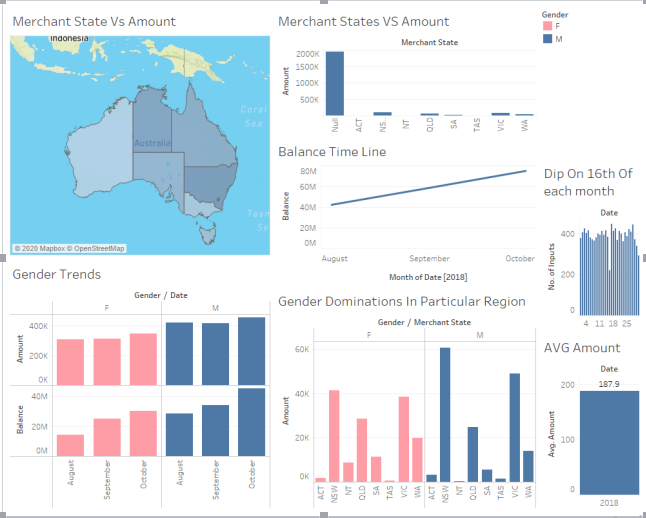 Merchant State Vs Amount
Indonesia
Coral
Sea
Australia
© 2020 Mapbox © OpenStreetMap
Merchant States VS Amount
Merchant State
Amount
2000K
1500K
1000K
500K
Null
ACT
NS.
NT
QLD
SA
TAS
VIC
WA
Gender
F
M
Balance Time Line
Balance
80M
60M
40M
20M
0M
August
September
October
Month of Date [2018]
Dip On 16th Of
each month
Date
No. of Inputs
400
200
0
4 11 18 25
Gender Trends
Gender / Date
F M
Amount
400K
200K
0K
Balance
40M
20M
0M
August
September
October
August
September
October
Gender Dominations In Particular Region
Gender / Merchant State
F M
Amount
60K
40K
20K
0K
ACT
NSW
NT
QLD
SA
TAS
VIC
WA
ACT
NSW
NT
QLD
SA
TAS
VIC
WA
AVG Amount
Date
Avg. Amount
200
100
0
187.9
2018